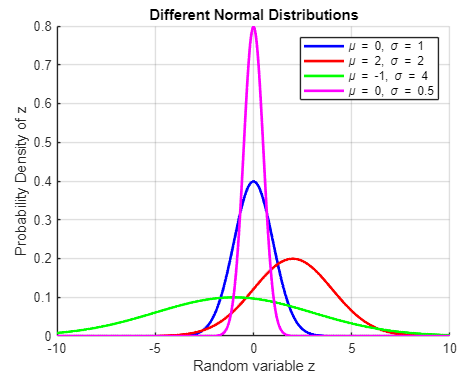 Different Normal Distributions
μ = 0, σ = 1
μ = 2, σ = 2
μ = -1, σ = 4
μ = 0, σ = 0.5
Probability Density of z
0.8
0.7
0.6
0.5
0.4
0.3
0.2
0.1
0
-10 -5 0 5 10
Random variable z